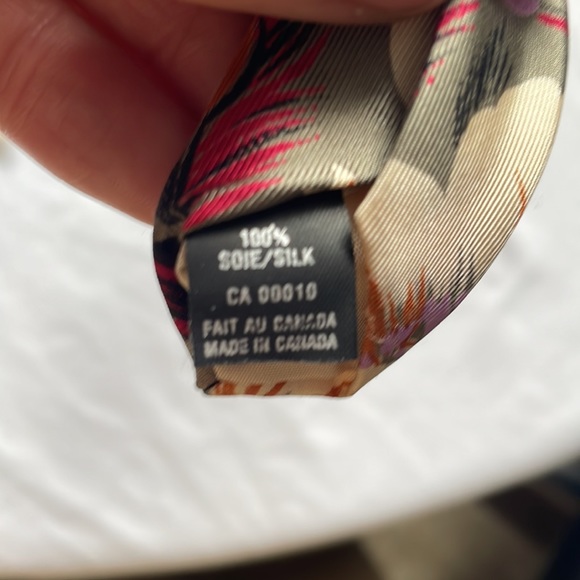 100%
SOIE/SILK
CA 00010
FAIT AU CANADA
MADE IN CANADA